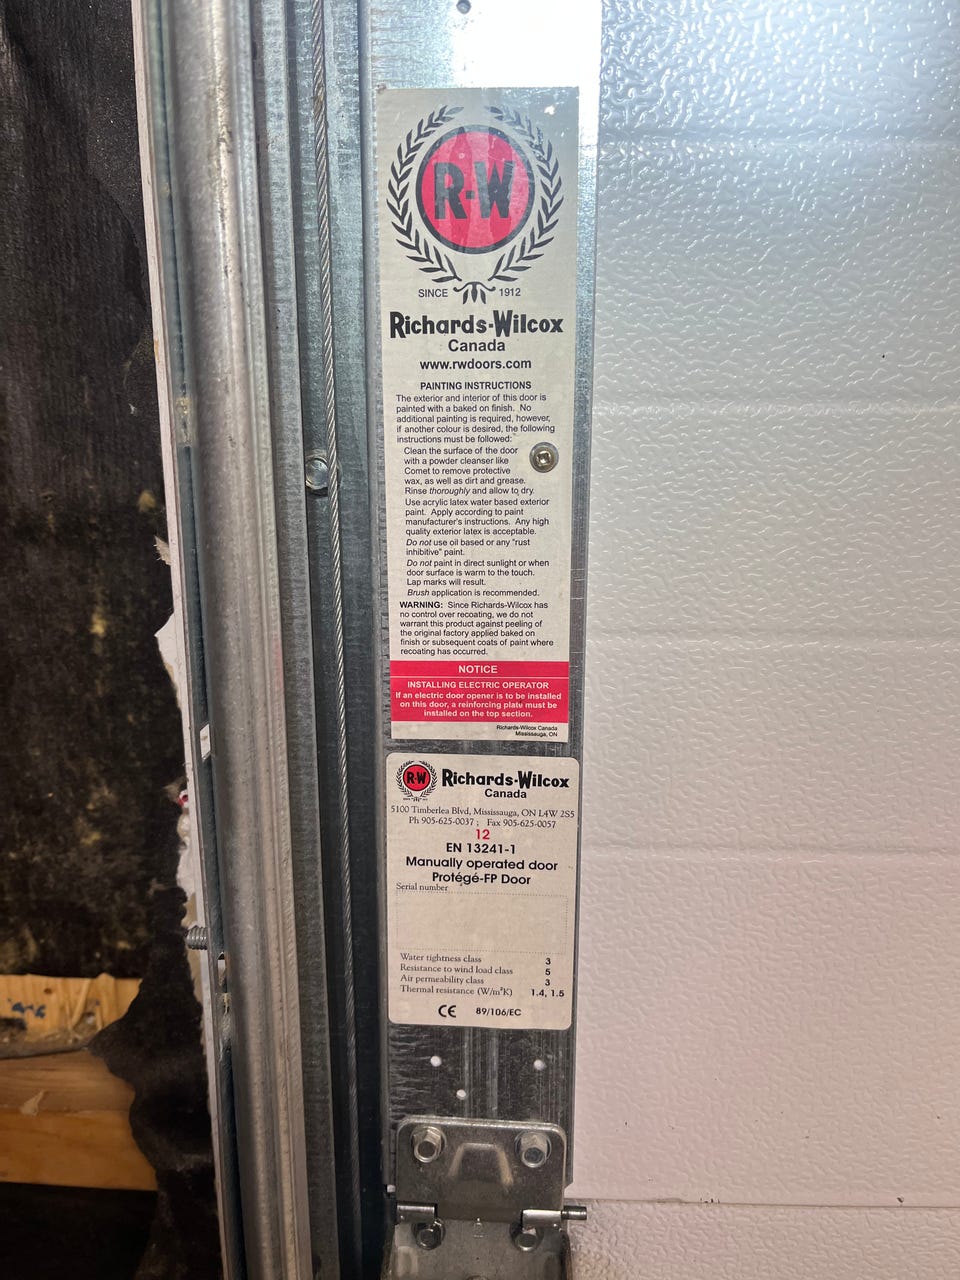 R-W
SINCE 1912
Richards-Wilcox
Canada
www.rwdoors.com
PAINTING INSTRUCTIONS
The exterior and interior of this door is
painted with a baked on finish. No
additional painting is required, however,
if another colour is desired, the following
instructions must be followed:
Clean the surface of the door
with a powder cleanser like
Comet to remove protective
wax, as well as dirt and grease.
Rinse thoroughly and allow to dry.
Use acrylic latex water based exterior
paint. Apply according to paint
manufacturer's instructions. Any high
quality exterior latex is acceptable.
Do not use oil based or any "rust
inhibitive" paint.
Do not paint in direct sunlight or when
door surface is warm to the touch.
Lap marks will result.
Brush application is recommended.
WARNING: Since Richards-Wilcox has
no control over recoating, we do not
warrant this product against peeling of
the original factory applied baked on
finish or subsequent coats of paint where
recoating has occurred.
NOTICE
INSTALLING ELECTRIC OPERATOR
If an electric door opener is to be installed
on this door, a reinforcing plate must be
installed on the top section.
Richards-Wilcox Canada
Mississauga, ON
R-W Richards-Wilcox
Canada
5100 Timberlea Blvd, Mississauga, ON L4W 2S5
Ph 905-625-0037 ; Fax 905-625-0057
12
EN 13241-1
Manually operated door
Protégé-FP Door
Serial number
Water tightness class 3
Resistance to wind load class 5
Air permeability class 3
Thermal resistance (W/m²K) 1.4, 1.5
CE 89/106/EC